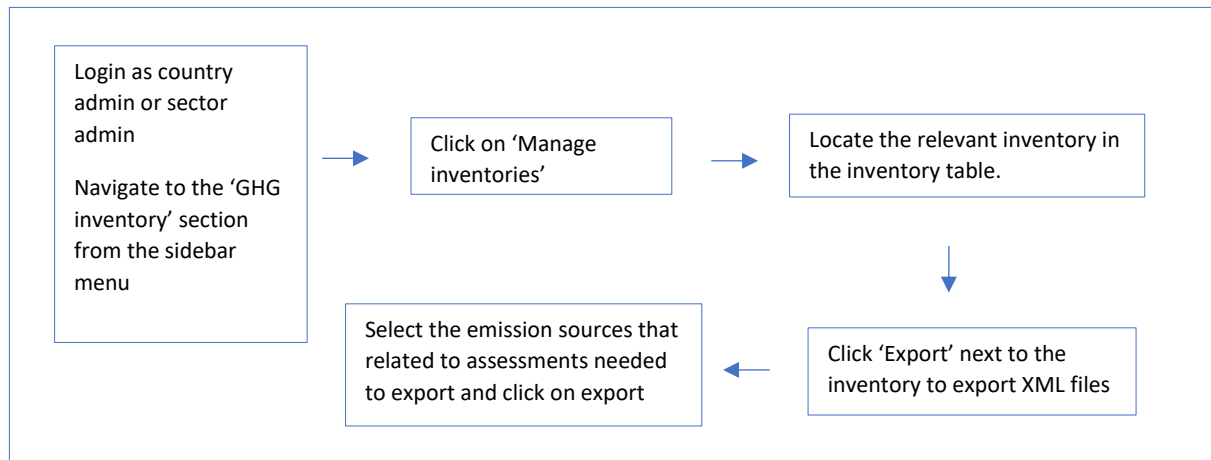 Login as country
admin or sector
admin
Navigate to the ‘GHG
inventory’ section
from the sidebar
menu
Click on ‘Manage
inventories’
Locate the relevant inventory in
the inventory table.
Click ‘Export’ next to the
inventory to export XML files
Select the emission sources that
related to assessments needed
to export and click on export